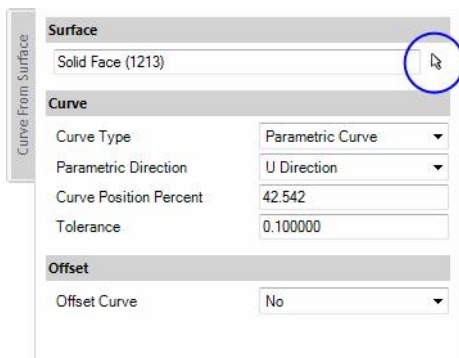 Curve From Surface
Surface
Solid Face (1213)
Curve
Curve Type Parametric Curve
Parametric Direction U Direction
Curve Position Percent 42.542
Tolerance 0.100000
Offset
Offset Curve No